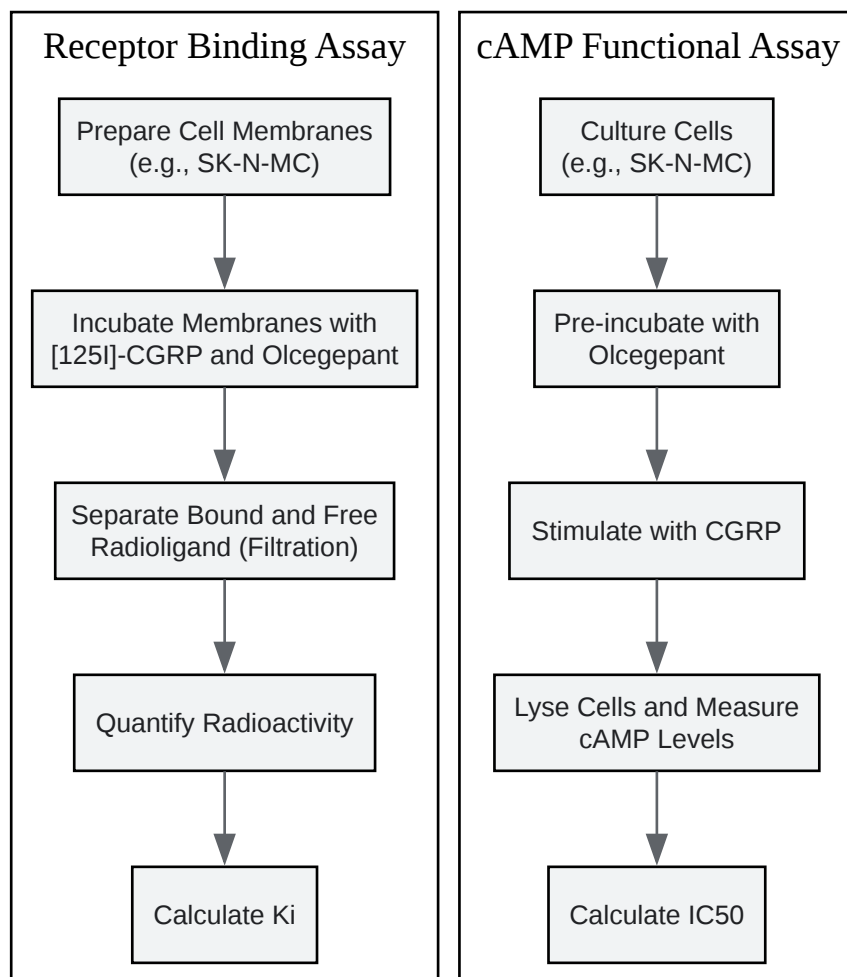 Receptor Binding Assay
Prepare Cell Membranes
(e.g., SK-N-MC)
Incubate Membranes with
[125I]-CGRP and Olcegepant
Separate Bound and Free
Radioligand (Filtration)
Quantify Radioactivity
Calculate Ki
cAMP Functional Assay
Culture Cells
(e.g., SK-N-MC)
Pre-incubate with
Olcegepant
Stimulate with CGRP
Lyse Cells and Measure
cAMP Levels
Calculate IC50